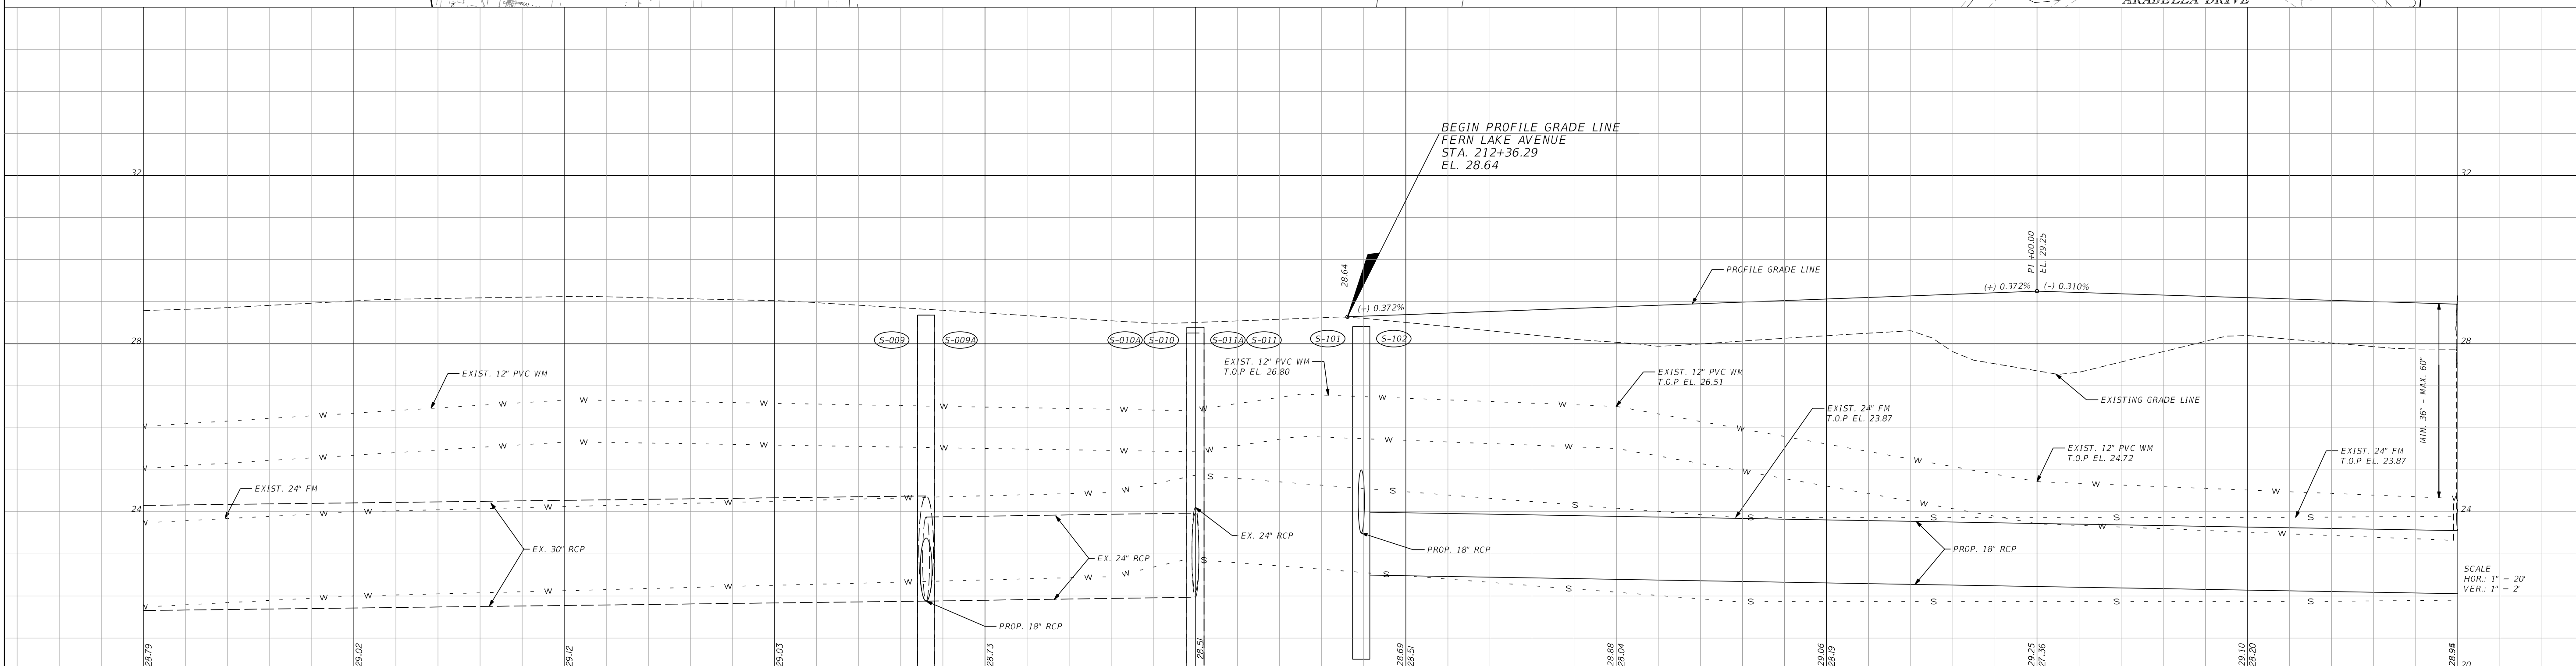 ARABELLA DRIVE
BEGIN PROFILE GRADE LINE
FERN LAKE AVENUE
STA. 212+36.29
EL. 28.64
32
32
28.64
(+) 0.372%
PROFILE GRADE LINE
PI +00.00
EL. 29.25
(+) 0.372%
(-) 0.310%
28
28
S-009
S-009A
S-010A
S-010
S-011A
S-011
S-101
S-102
EXIST. 12" PVC WM
EXIST. 12" PVC WM
T.O.P EL. 26.80
EXIST. 12" PVC WM
T.O.P EL. 26.51
EXISTING GRADE LINE
MIN. 36" - MAX. 60"
EXIST. 24" FM
T.O.P EL. 23.87
EXIST. 12" PVC WM
T.O.P EL. 24.72
EXIST. 24" FM
T.O.P EL. 23.87
EXIST. 24" FM
24
24
EX. 30" RCP
EX. 24" RCP
EX. 24" RCP
PROP. 18" RCP
PROP. 18" RCP
PROP. 18" RCP
SCALE
HOR.: 1" = 20'
VER.: 1" = 2'
28.79
29.02
29.12
29.03
28.73
28.51
28.69
28.51
28.88
28.04
29.06
28.19
29.25
27.36
29.10
28.20
20